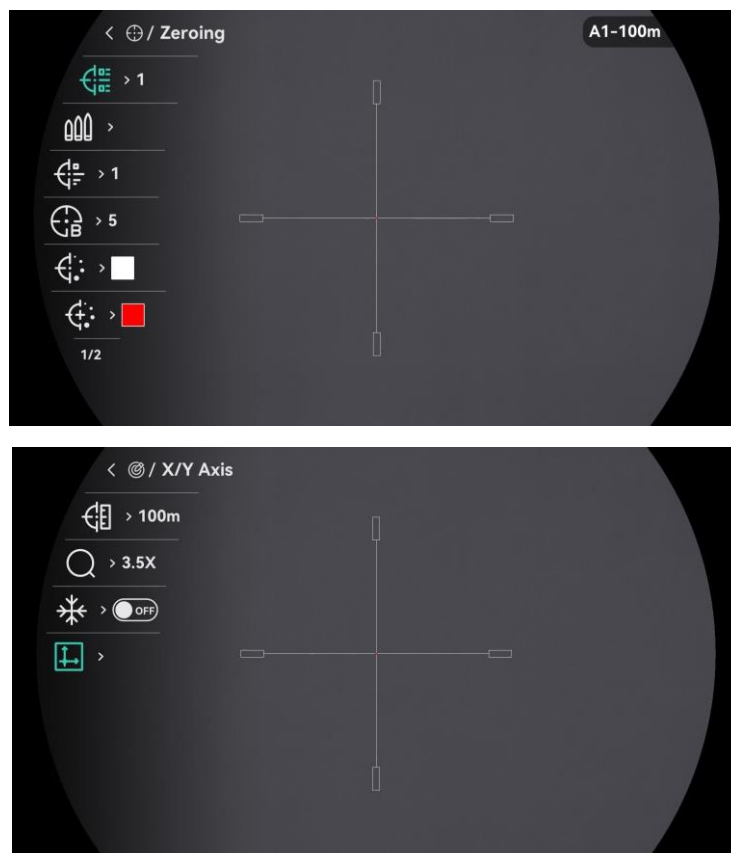 < / Zeroing
A1-100m
> 1
>
> 1
> 5
B
>
>
1/2
< / X/Y Axis
> 100m
> 3.5X
> OFF
>